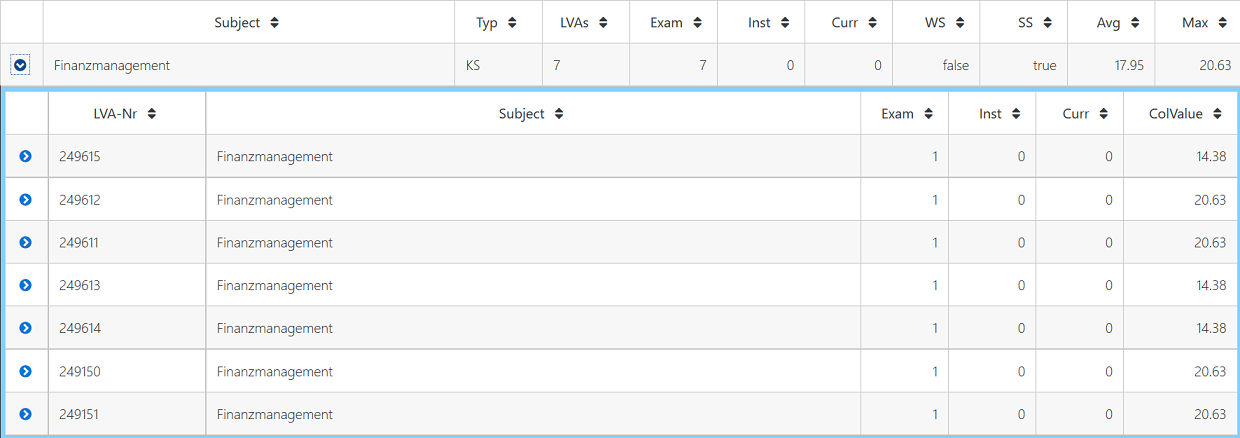 Subject Typ LVAs Exam Inst Curr WS SS Avg Max
Finanzmanagement KS 7 7 0 0 false true 17.95 20.63
LVA-Nr Subject Exam Inst Curr ColValue
249615 Finanzmanagement 1 0 0 14.38
249612 Finanzmanagement 1 0 0 20.63
249611 Finanzmanagement 1 0 0 20.63
249613 Finanzmanagement 1 0 0 14.38
249614 Finanzmanagement 1 0 0 14.38
249150 Finanzmanagement 1 0 0 20.63
249151 Finanzmanagement 1 0 0 20.63